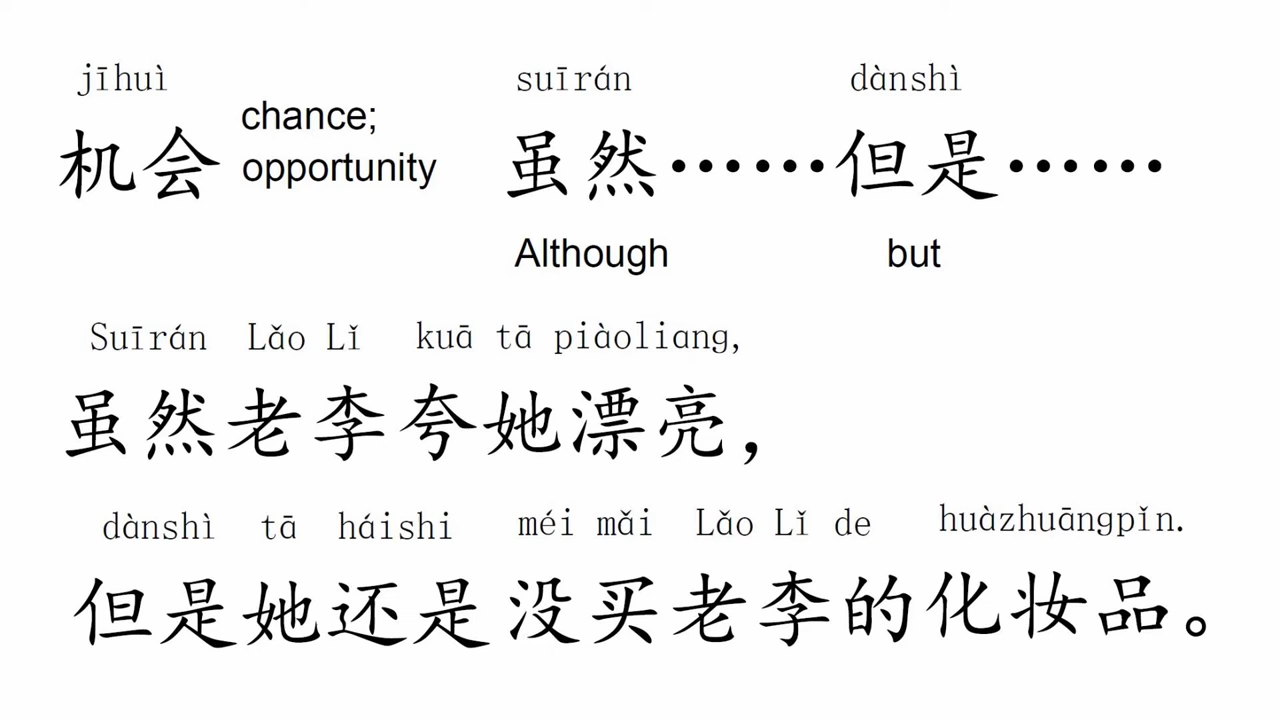 jīhuì suīrán dànshì
机会 chance; opportunity 虽然……但是……
Although but
Suīrán Lǎo Lǐ kuā tā piàoliang,
虽然老李夸她漂亮，
dànshì tā háishi méi mǎi Lǎo Lǐ de huàzhuāngpǐn.
但是她还是没买老李的化妆品。